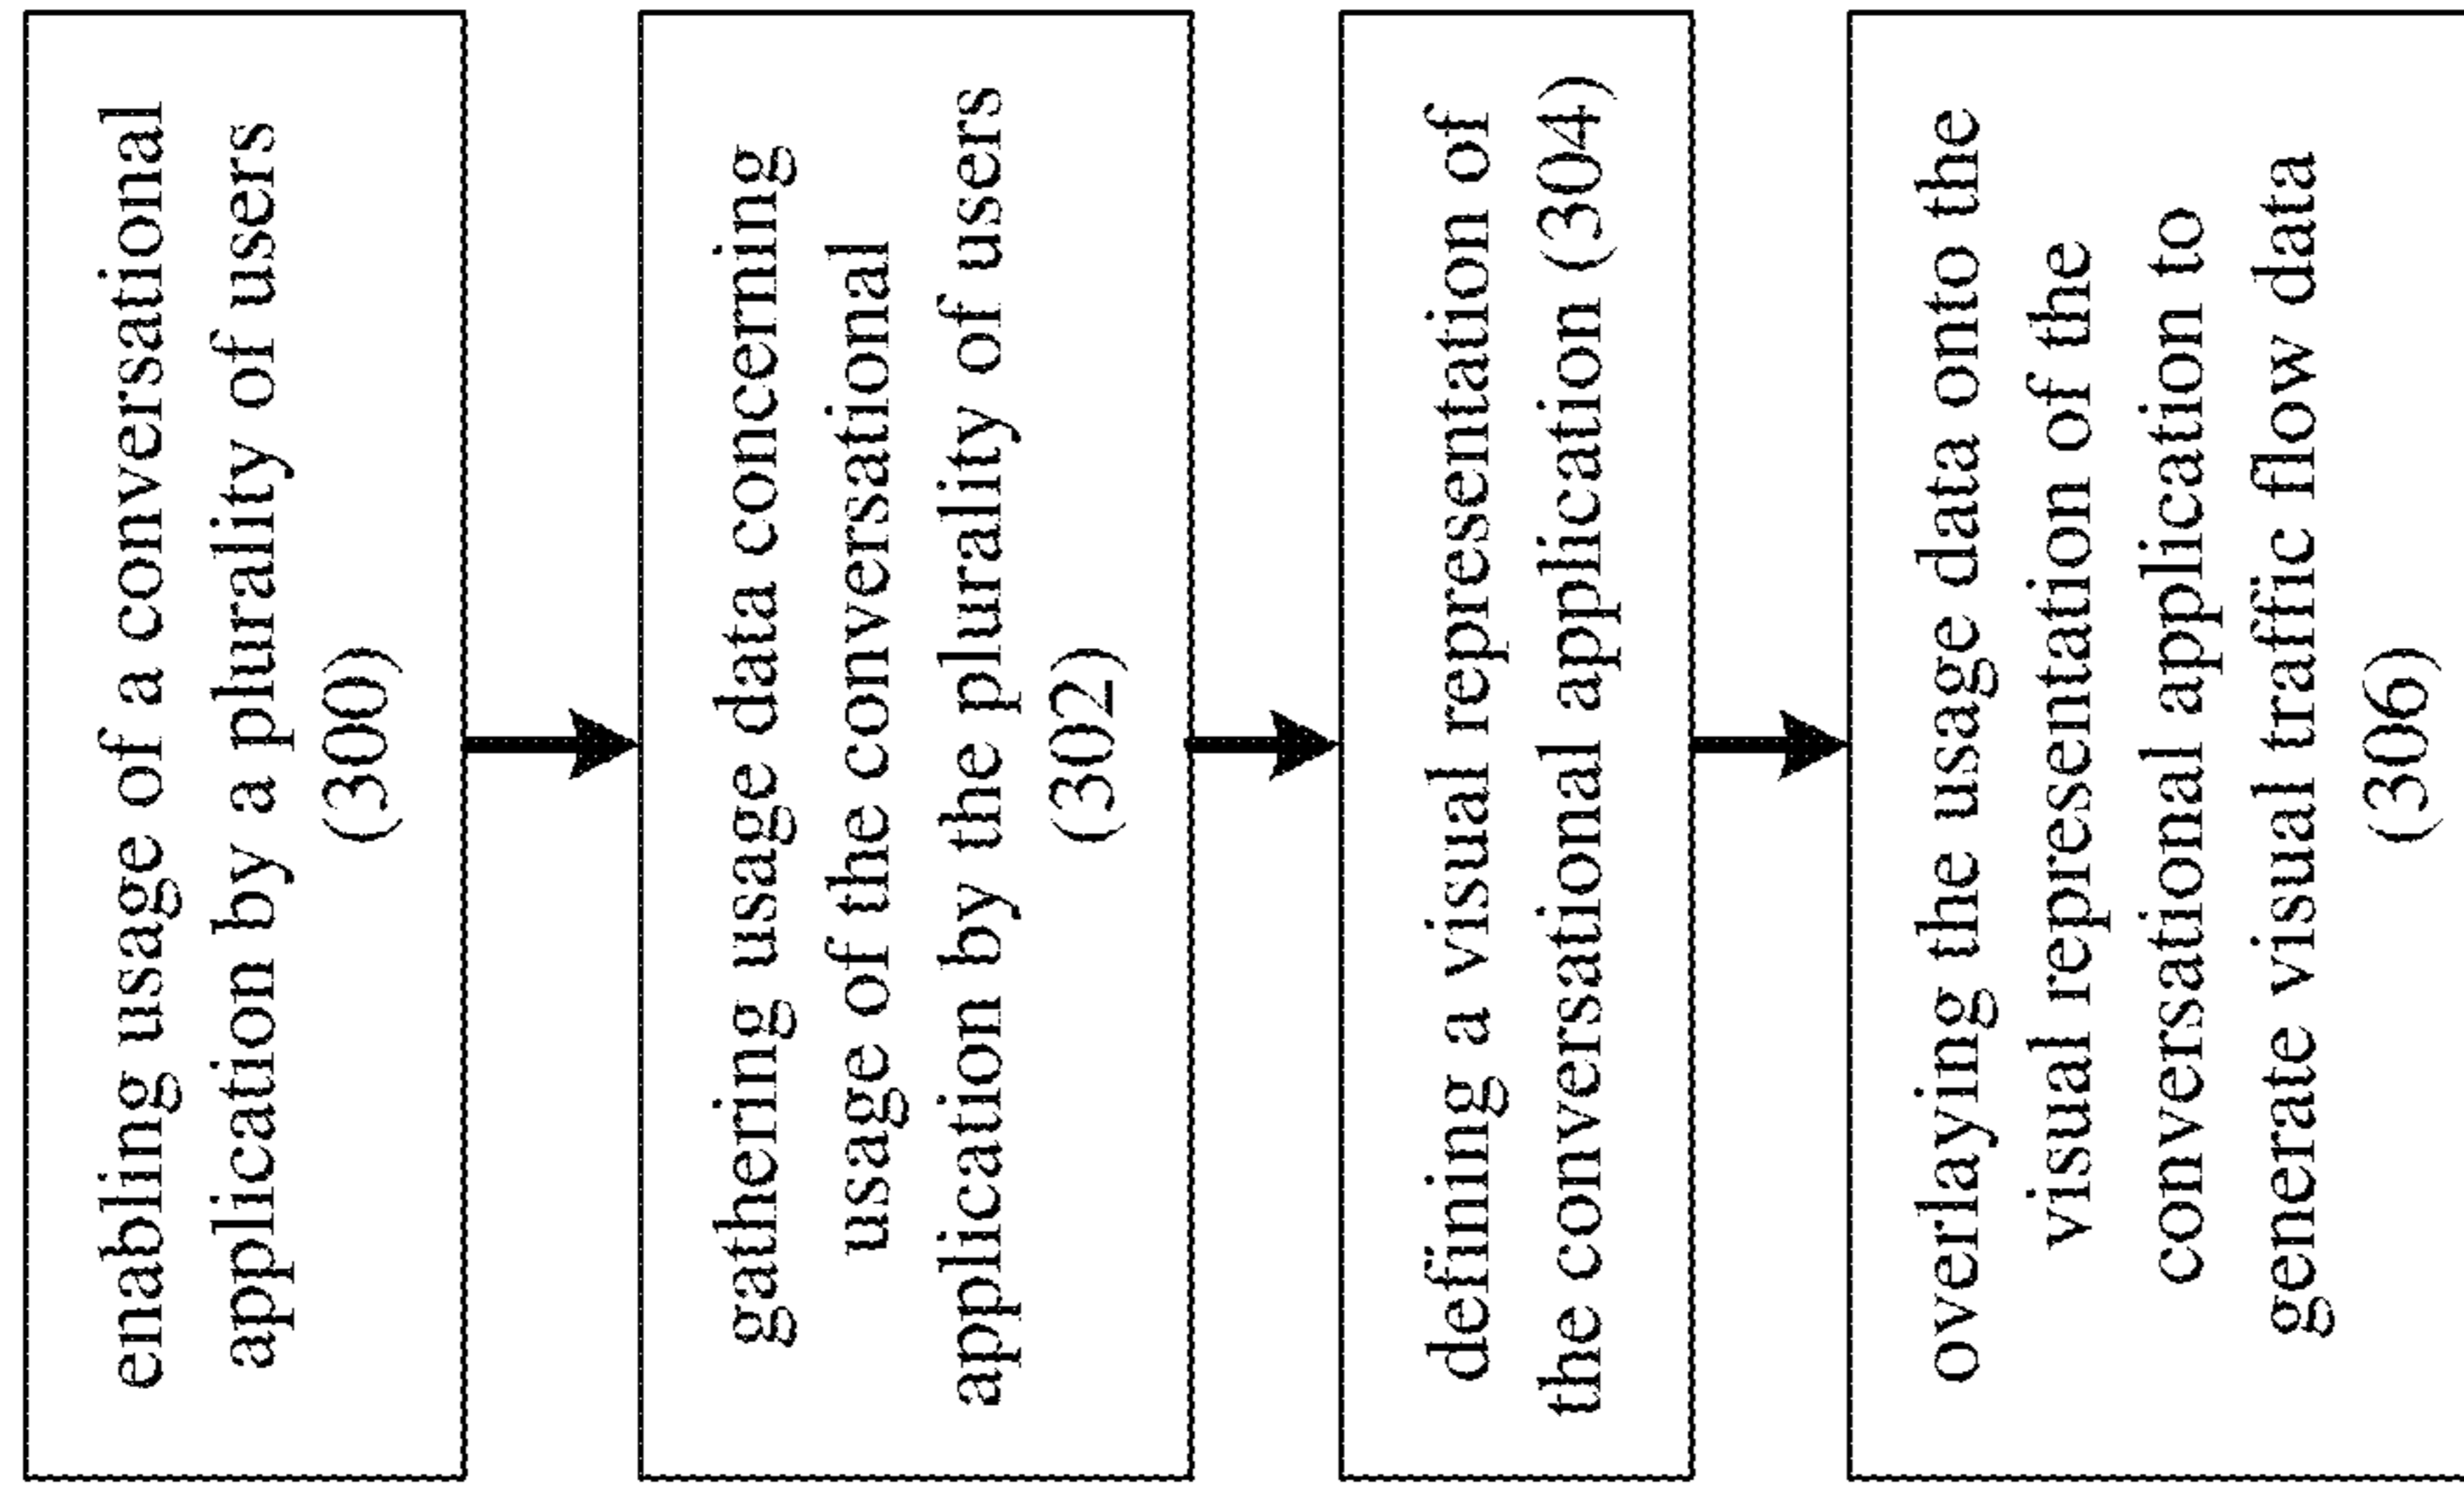 enabling usage of a conversational
application by a plurality of users
(300)
gathering usage data concerning
usage of the conversational
application by the plurality of users
(302)
defining a visual representation of
the conversational application (304)
overlaying the usage data onto the
visual representation of the
conversational application to
generate visual traffic flow data
(306)